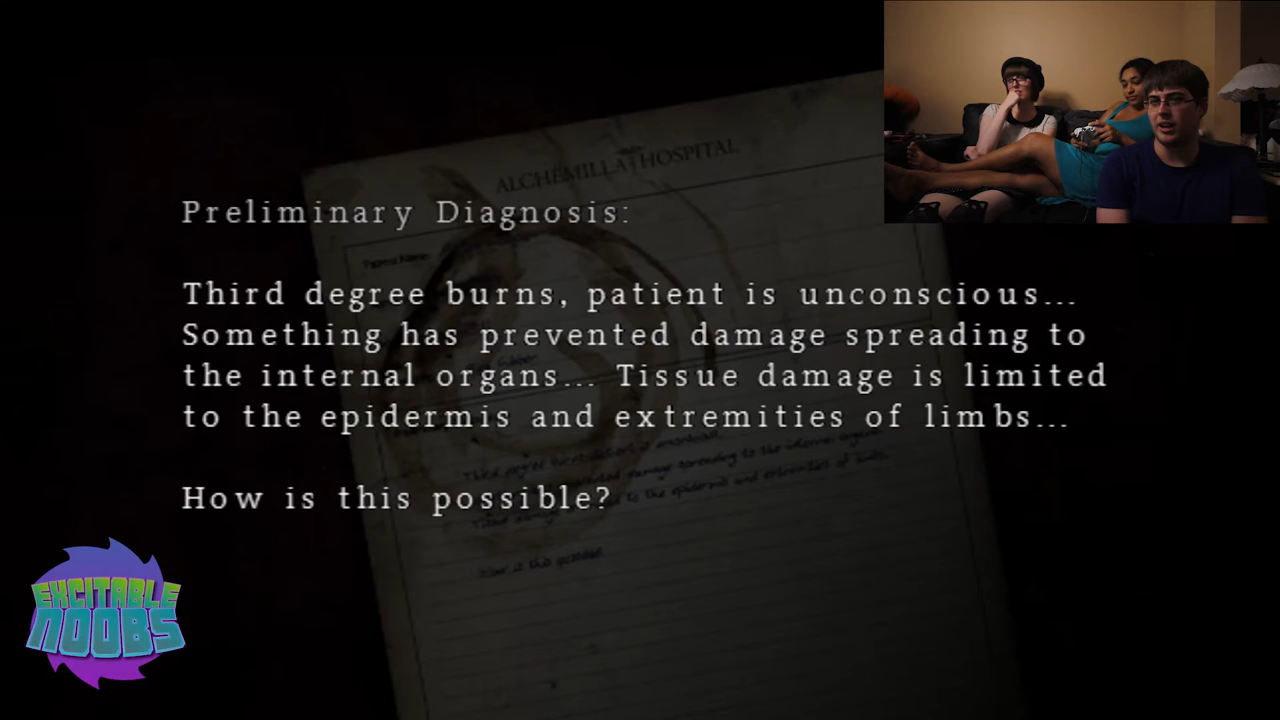 ALCHEMILLA HOSPITAL
Preliminary Diagnosis:
Third degree burns, patient is unconscious...
Something has prevented damage spreading to
the internal organs... Tissue damage is limited
to the epidermis and extremities of limbs...
How is this possible?
EXCITABLE
NOOBS